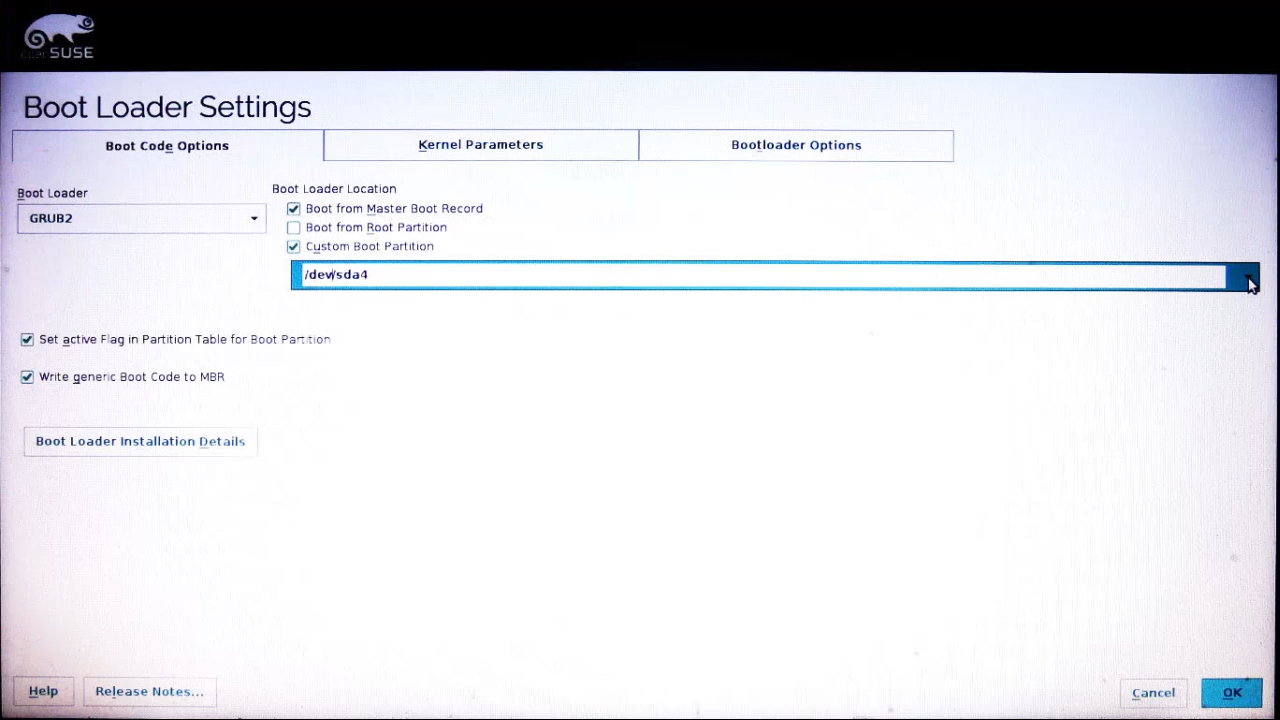 SUSE
Boot Loader Settings
Boot Code Options
Kernel Parameters
Bootloader Options
Boot Loader
GRUB2
Boot Loader Location
Boot from Master Boot Record
Boot from Root Partition
Custom Boot Partition
/dev/sda4
Set active Flag in Partition Table for Boot Partition
Write generic Boot Code to MBR
Boot Loader Installation Details
Help
Release Notes...
Cancel
OK